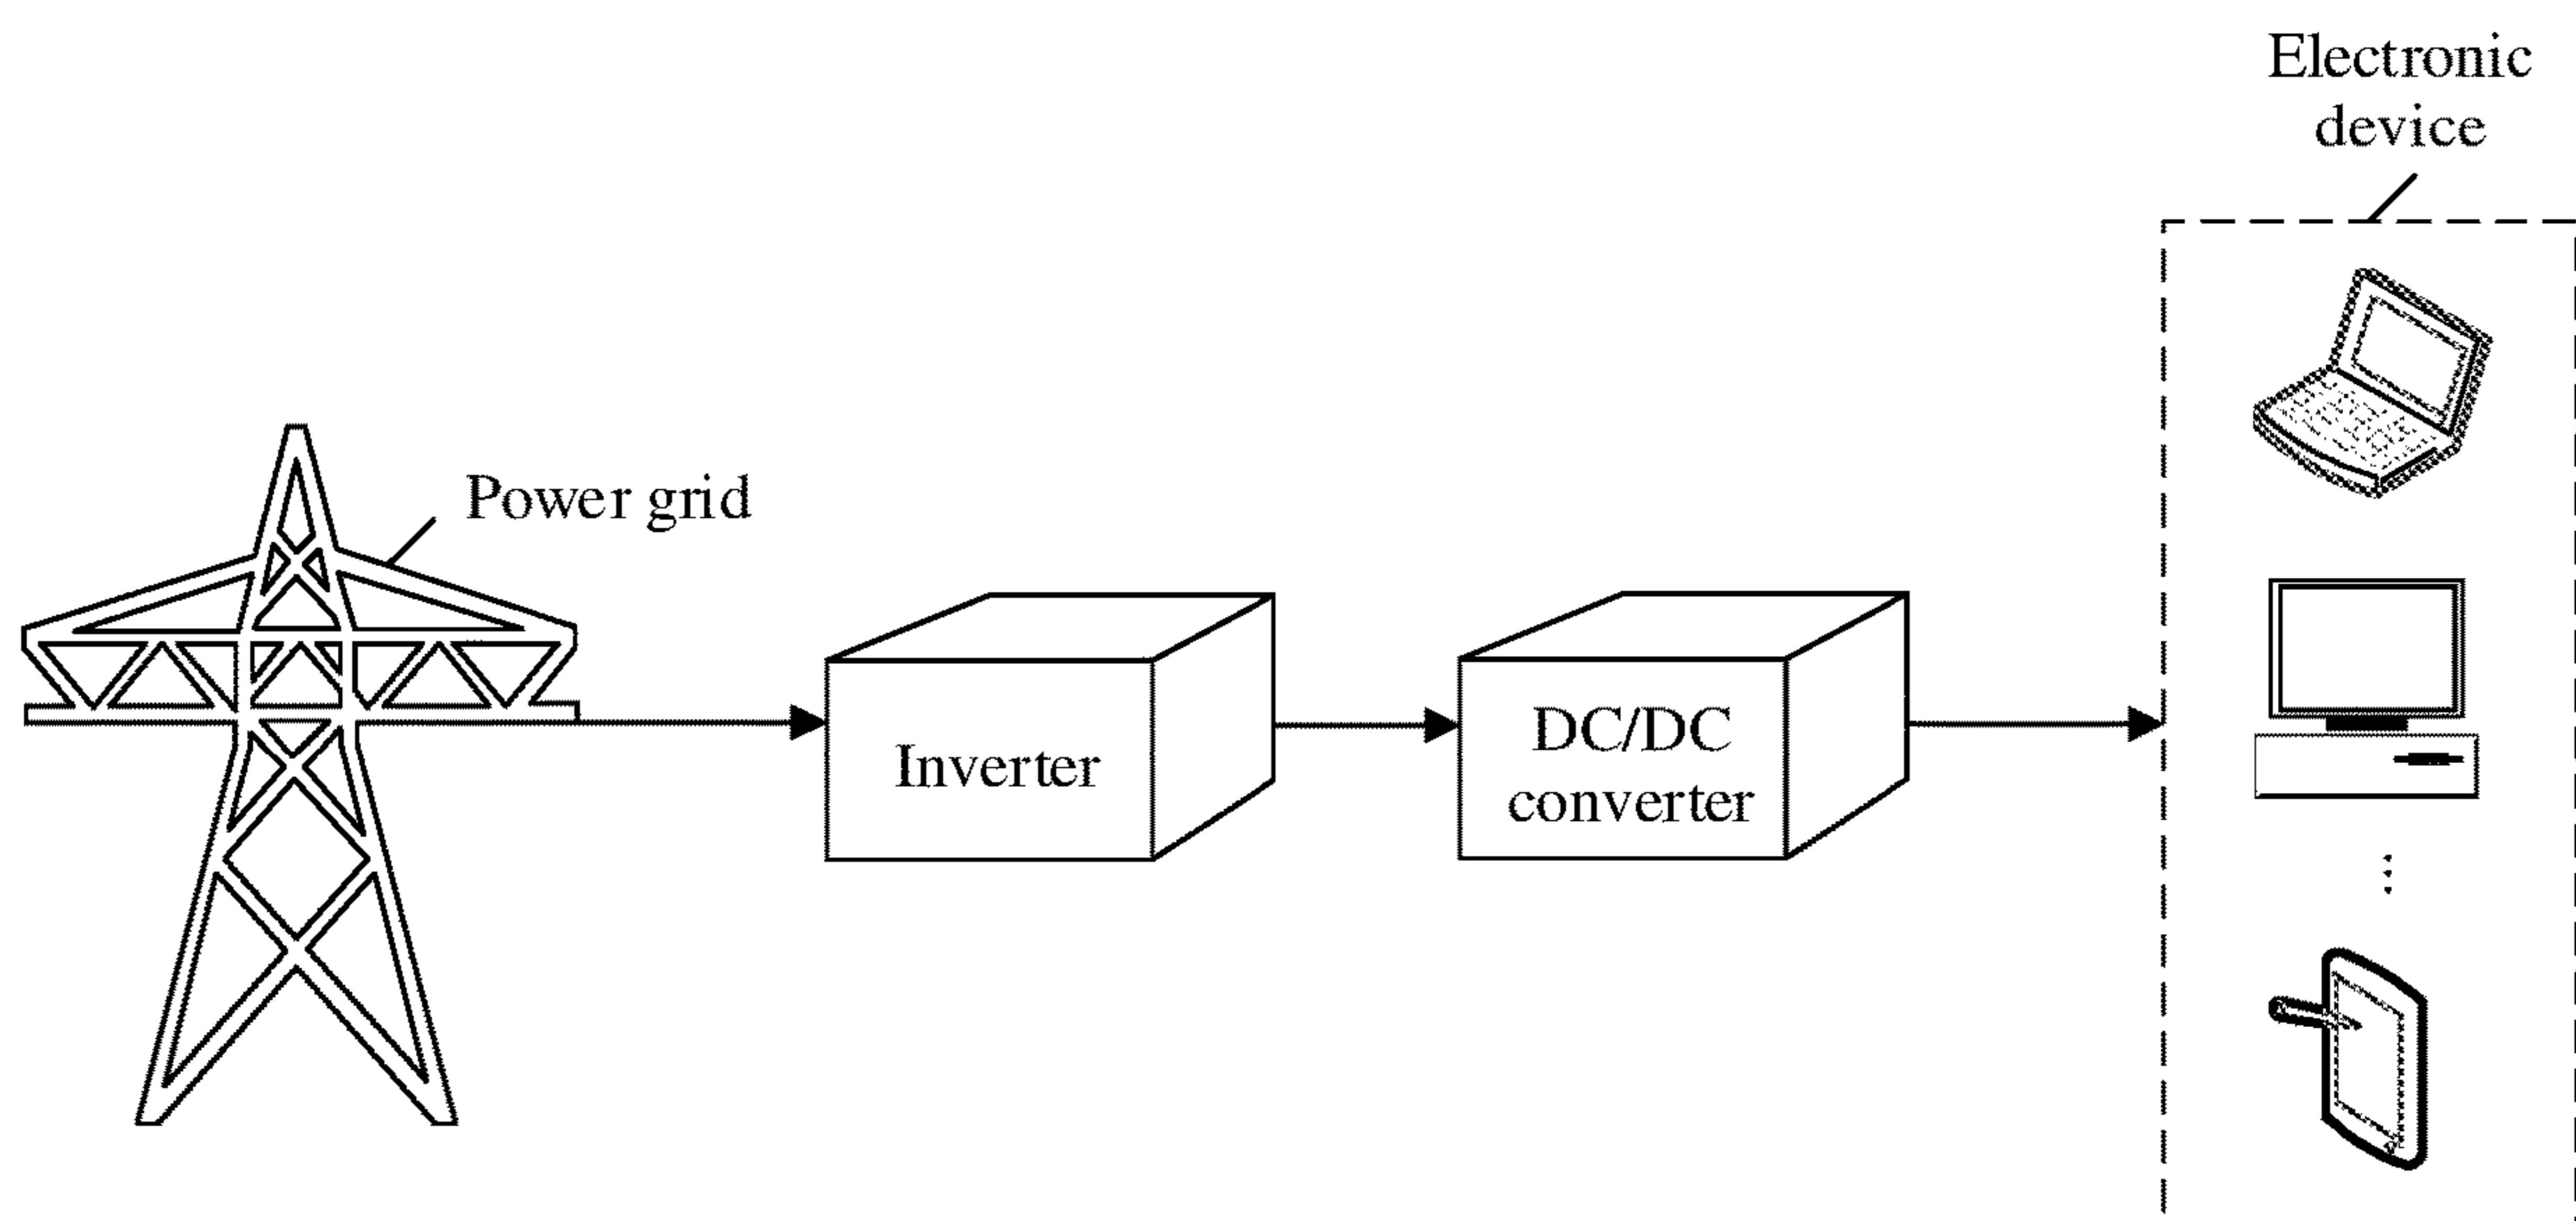 Electronic
device
Power grid
Inverter
DC/DC
converter